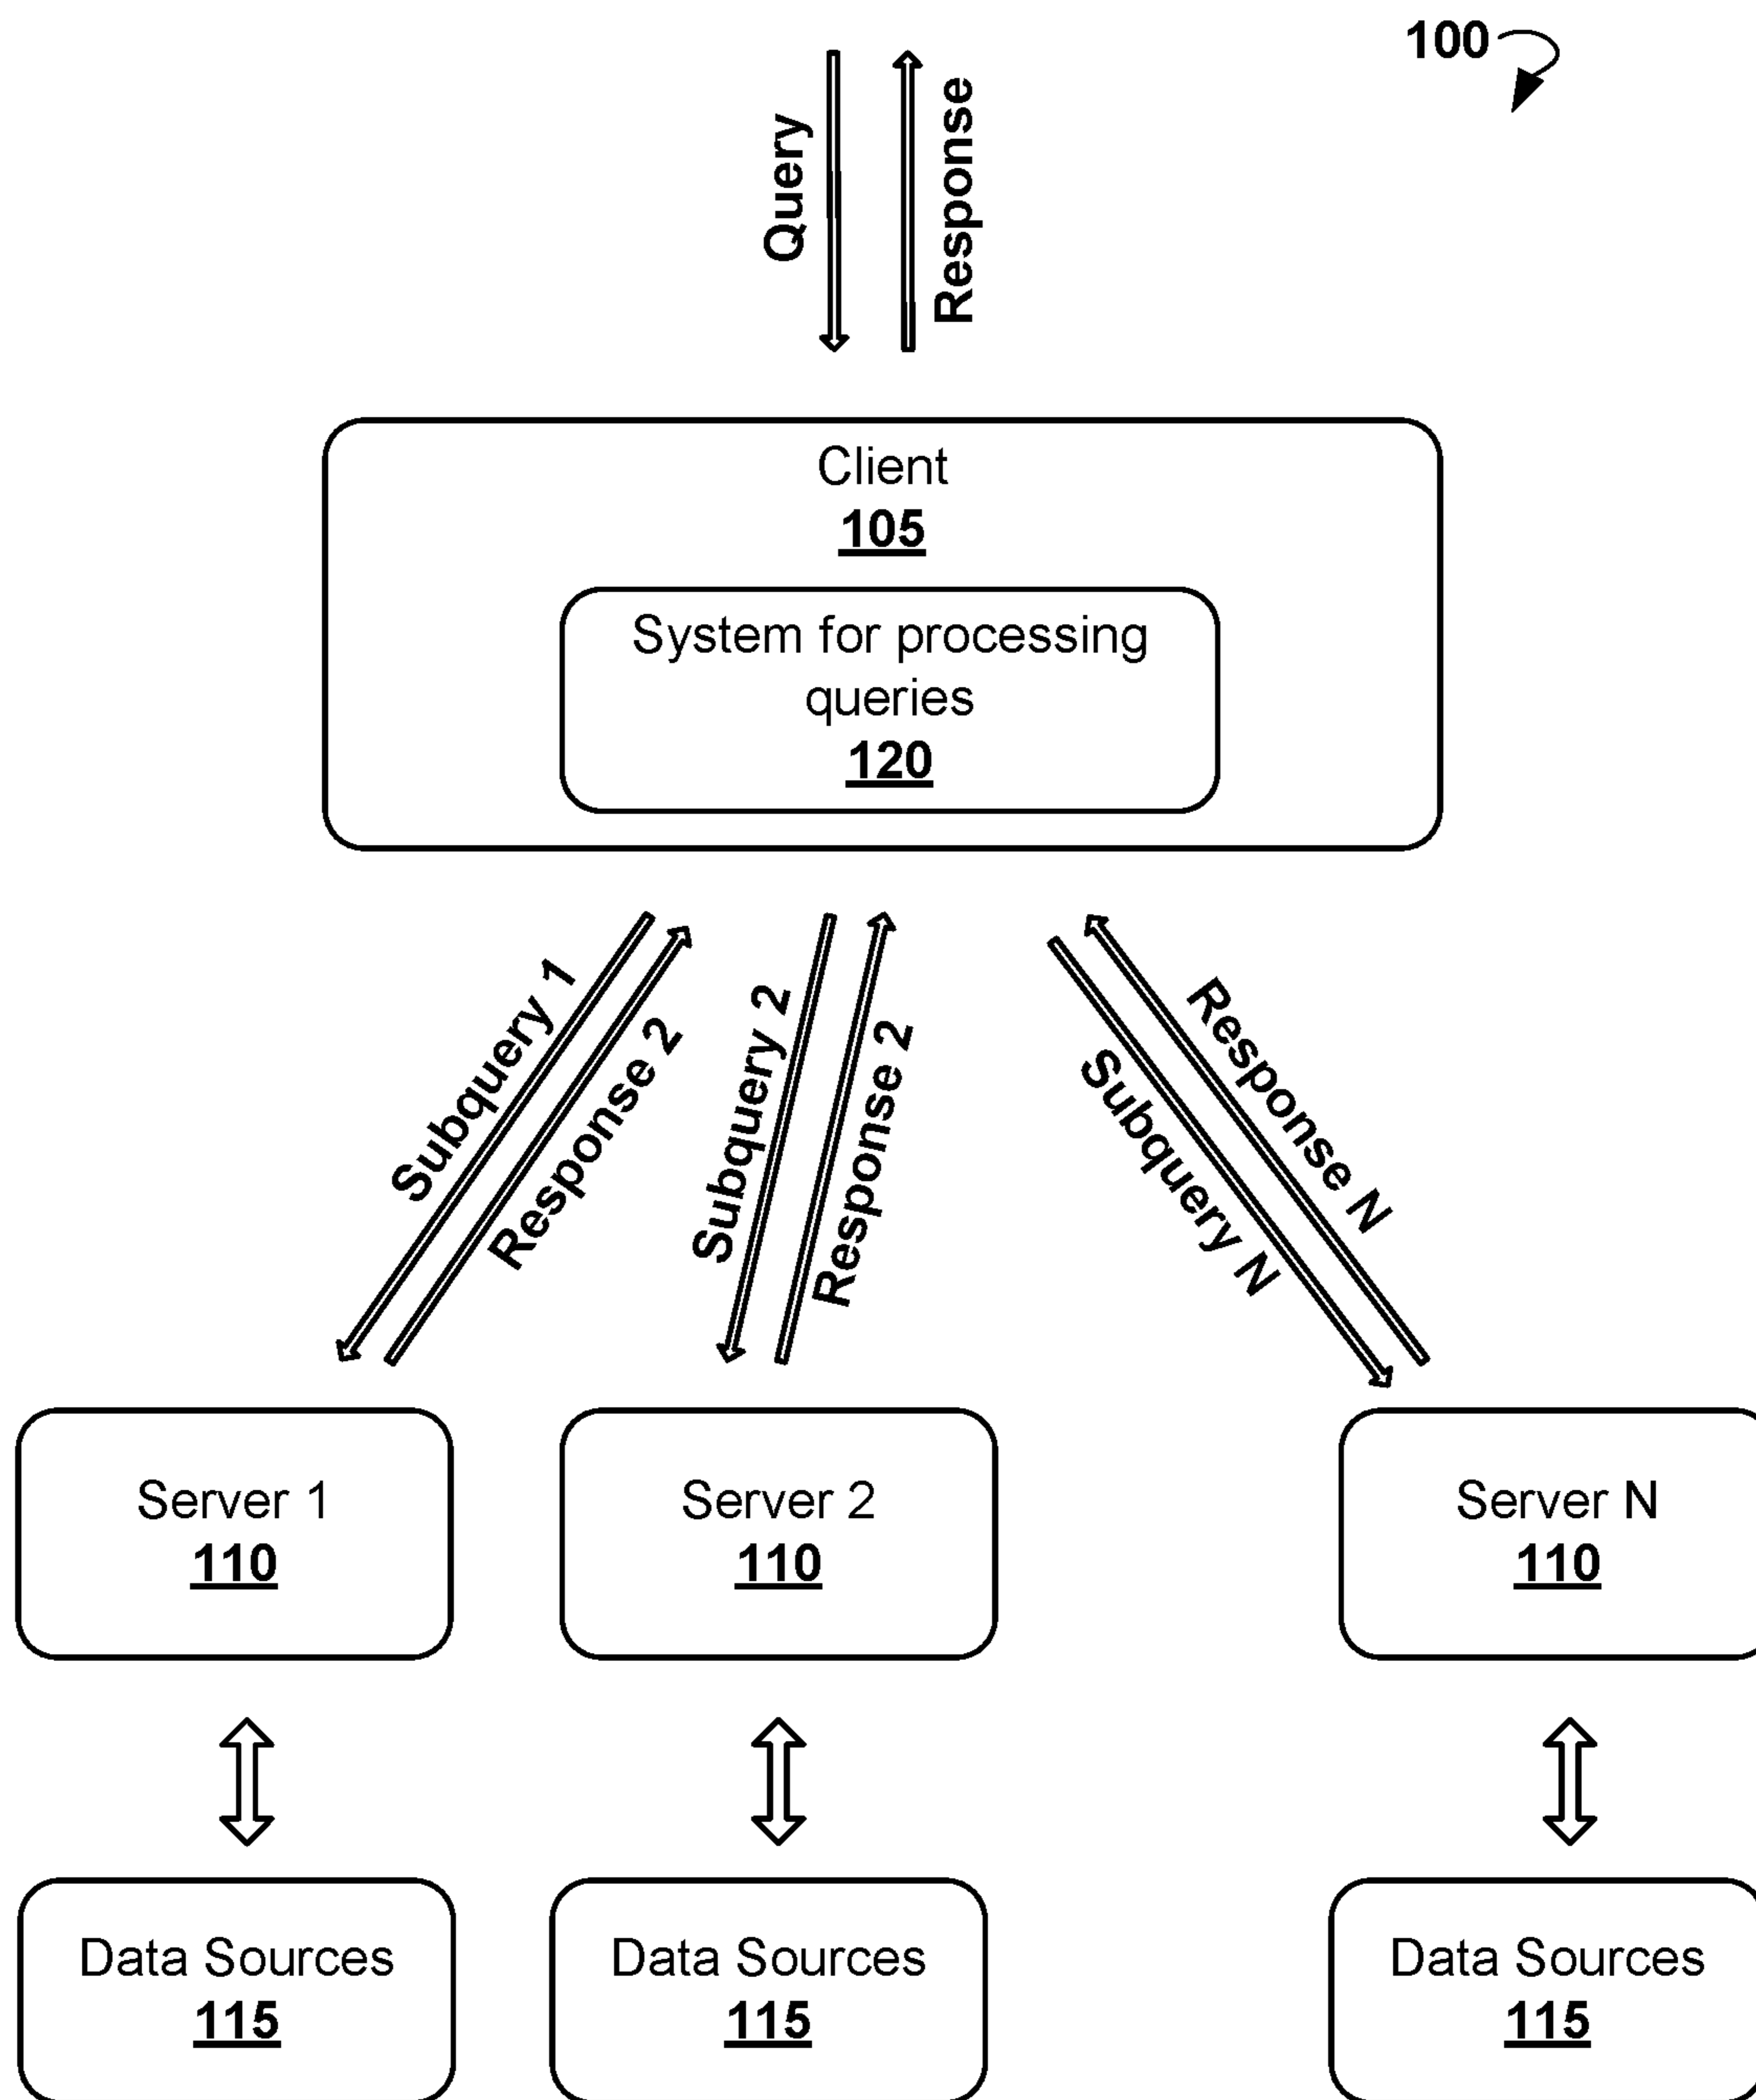 100
Query
Response
Client
105
System for processing
queries
120
Subquery 1
Response 2
Subquery 2
Response 2
Subquery N
Response N
Server 1
110
Server 2
110
Server N
110
Data Sources
115
Data Sources
115
Data Sources
115